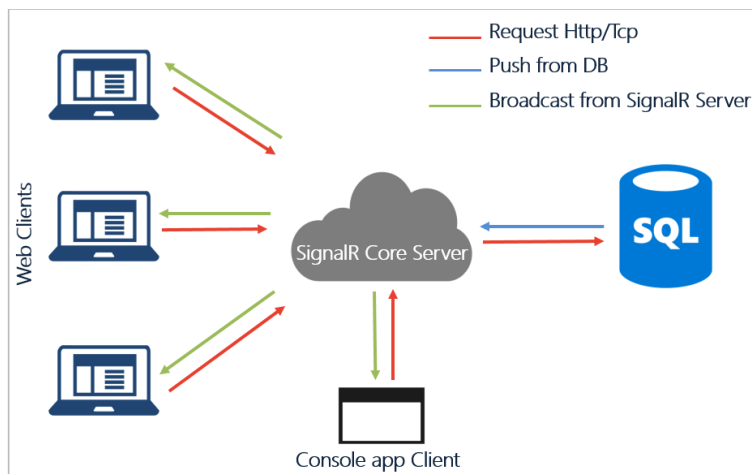 Request Http/Tcp
Push from DB
Broadcast from SignalR Server
Web Clients
SignalR Core Server
SQL
Console app Client